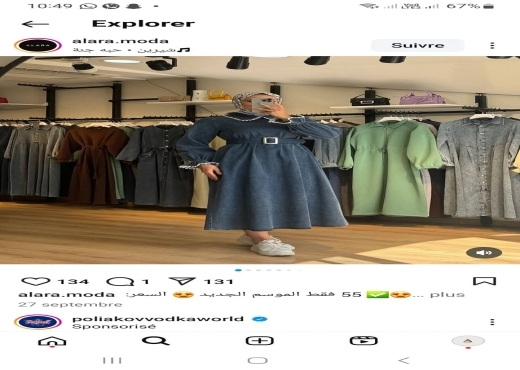 10:49
67%
Explorer
alara.moda
شيرين • حبه جنة
Suivre
134 1 131
alara.moda السعر: 😍 فقط الموسم الجديد 55 ✅😍... plus
27 septembre
poliakovvodkaworld
Sponsorisé